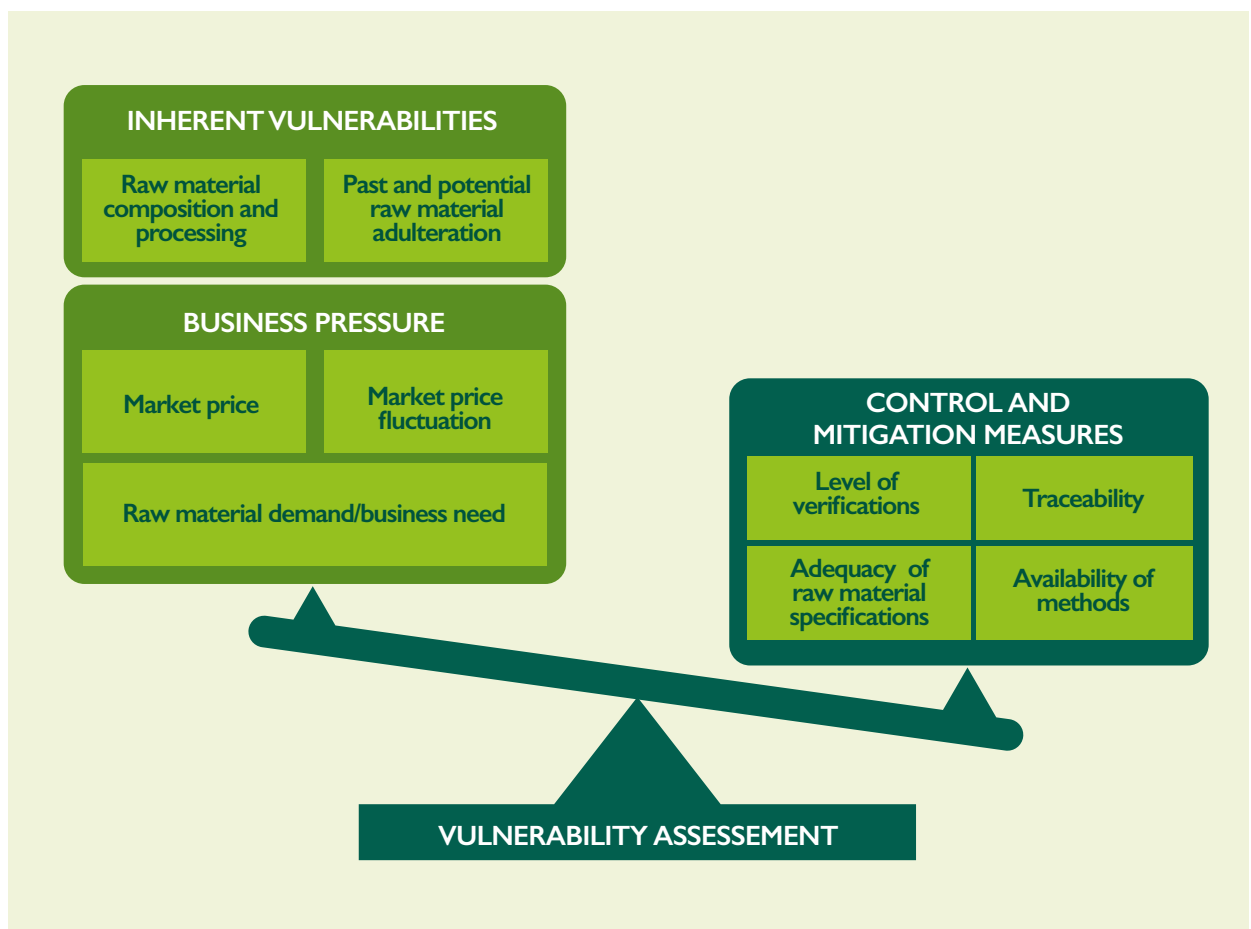 INHERENT VULNERABILITIES
Raw material
composition and
processing
Past and potential
raw material
adulteration
BUSINESS PRESSURE
Market price
Market price
fluctuation
Raw material demand/business need
CONTROL AND
MITIGATION MEASURES
Level of
verifications
Traceability
Adequacy of
raw material
specifications
Availability of
methods
VULNERABILITY ASSESSEMENT